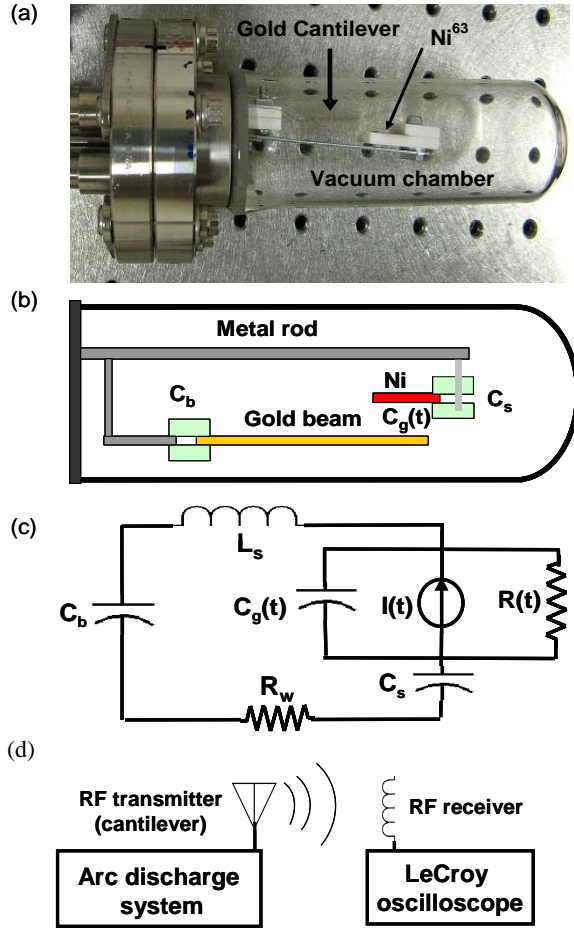 (a)
Gold Cantilever
Ni63
Vacuum chamber
(b)
Metal rod
Cb
Ni
Cs
Gold beam
Cg(t)
(c)
Ls
Cb
Cg(t)
I(t)
R(t)
Rw
Cs
(d)
RF transmitter
(cantilever)
RF receiver
Arc discharge
system
LeCroy
oscilloscope